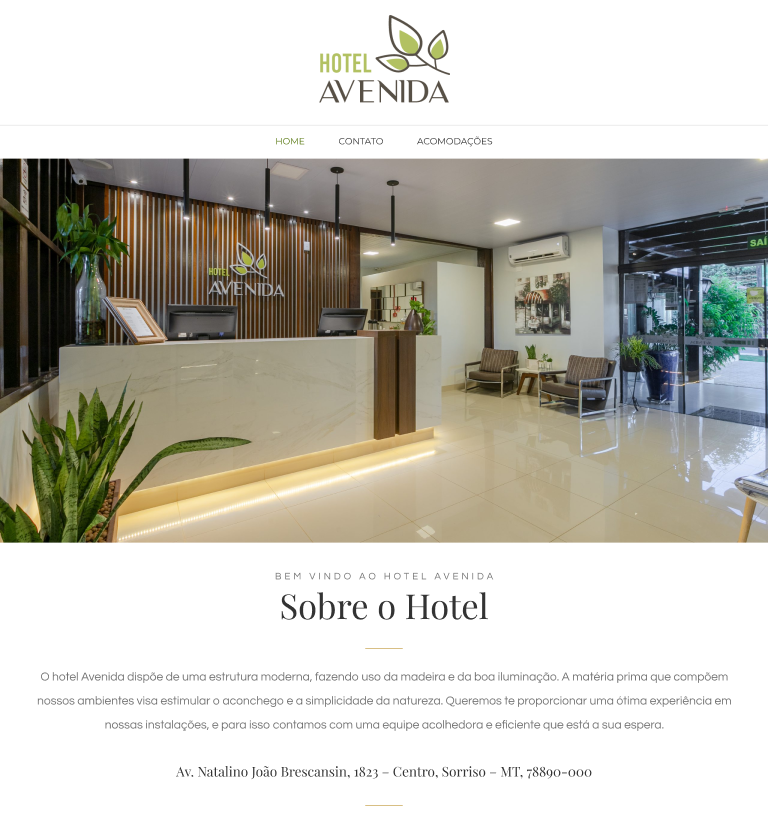 HOTEL
AVENIDA
HOME
CONTATO
ACOMODAÇÕES
HOTEL
AVENIDA
SAÍ
BEM VINDO AO HOTEL AVENIDA
Sobre o Hotel
O hotel Avenida dispõe de uma estrutura moderna, fazendo uso da madeira e da boa iluminação. A matéria prima que compõem
nossos ambientes visa estimular o aconchego e a simplicidade da natureza. Queremos te proporcionar uma ótima experiência em
nossas instalações, e para isso contamos com uma equipe acolhedora e eficiente que está a sua espera.
Av. Natalino João Brescansin, 1823 – Centro, Sorriso – MT, 78890-000